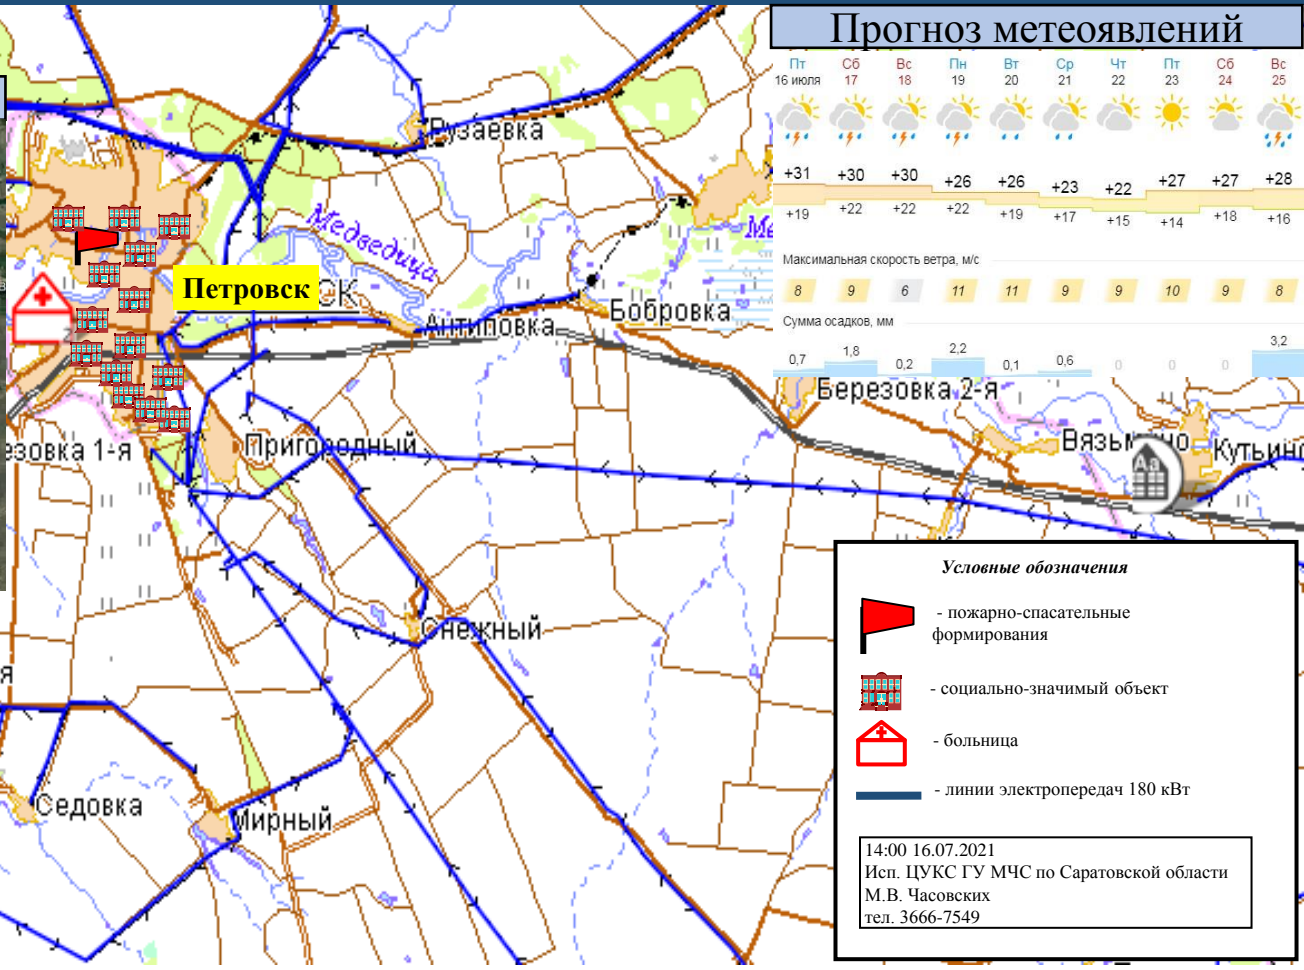 Прогноз метеоявлений
Пт Сб Вс Пн Вт Ср Чт Пт Сб Вс
16 июля 17 18 19 20 21 22 23 24 25
+31 +30 +30 +26 +26 +23 +22 +27 +27 +28
+19 +22 +22 +22 +19 +17 +15 +14 +18 +16
Максимальная скорость ветра, м/с
8 9 6 11 11 9 9 10 9 8
Сумма осадков, мм
0,7 1,8 0,2 2,2 0,1 0,6 0 0 0 3,2
Рузаевка
Медведица
Ме
Петровск
СК
Антиповка
Бобровка
Березовка 2-я
езовка 1-я
Пригородный
Кутьино
Аа
Снежный
я
Седовка
Мирный
Условные обозначения
- пожарно-спасательные
формирования
- социально-значимый объект
- больница
- линии электропередач 180 кВт
14:00 16.07.2021
Исп. ЦУКС ГУ МЧС по Саратовской области
М.В. Часовских
тел. 3666-7549